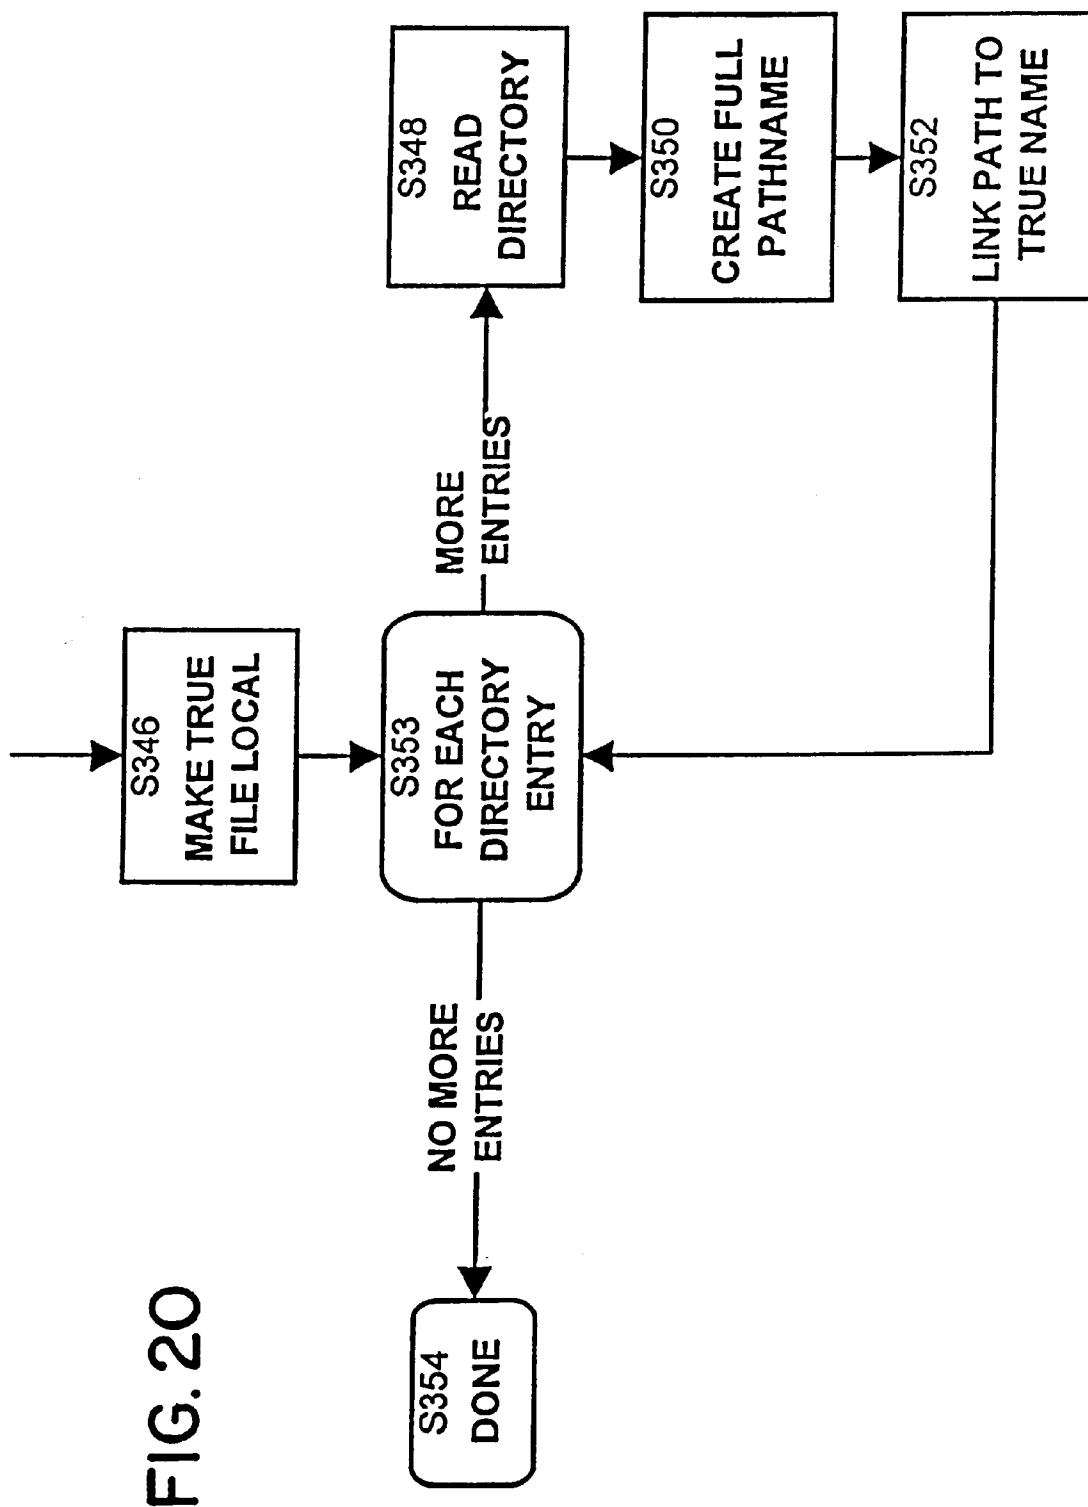 FIG. 20
S346
MAKE TRUE
FILE LOCAL
S353
FOR EACH
DIRECTORY
ENTRY
MORE
ENTRIES
S348
READ
DIRECTORY
S350
CREATE FULL
PATHNAME
S352
LINK PATH TO
TRUE NAME
NO MORE
ENTRIES
S354
DONE